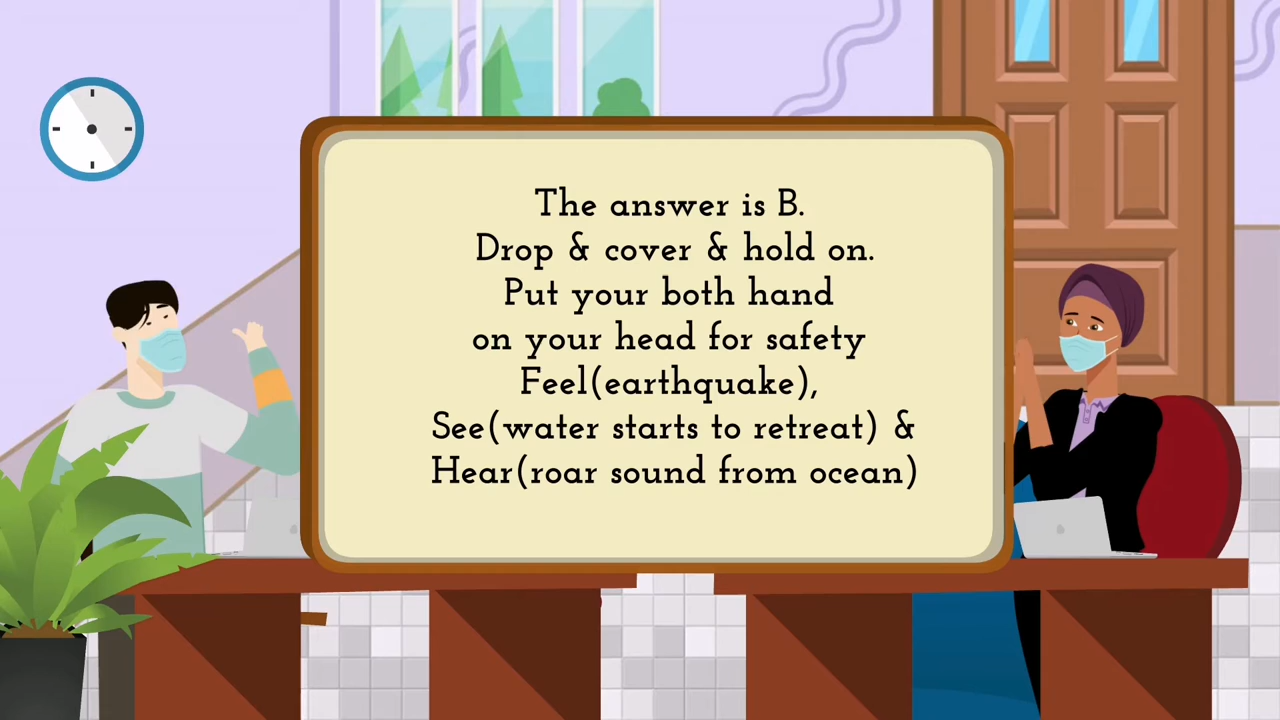 The answer is B.
Drop & cover & hold on.
Put your both hand
on your head for safety
Feel(earthquake),
See(water starts to retreat) &
Hear(roar sound from ocean)